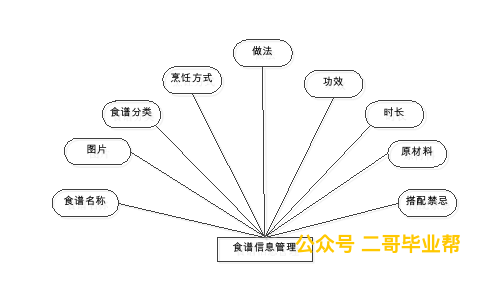 做法
烹饪方式
功效
食谱分类
时长
图片
原材料
食谱名称
搭配禁忌
食谱信息管理
公众号 二哥毕业帮